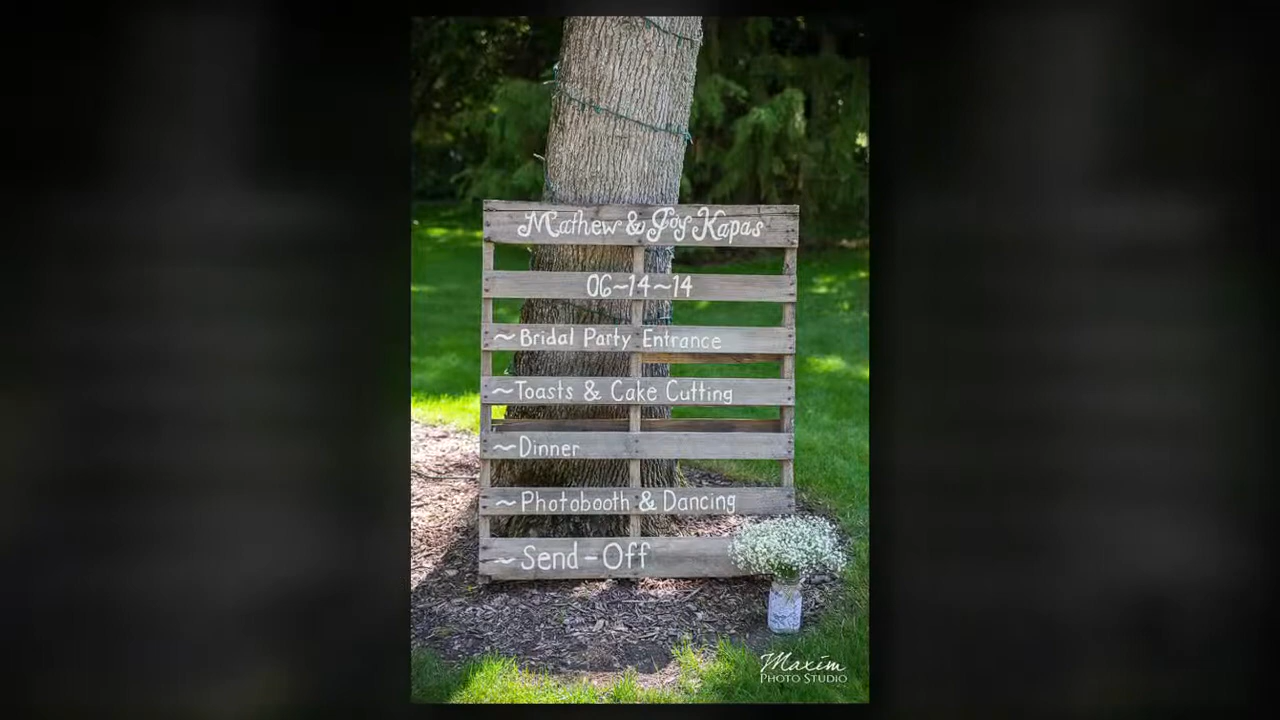 Mathew & Joy Kapas
06~14~14
~Bridal Party Entrance
~Toasts & Cake Cutting
~Dinner
~Photobooth & Dancing
~Send-Off
Maxim
PHOTO STUDIO